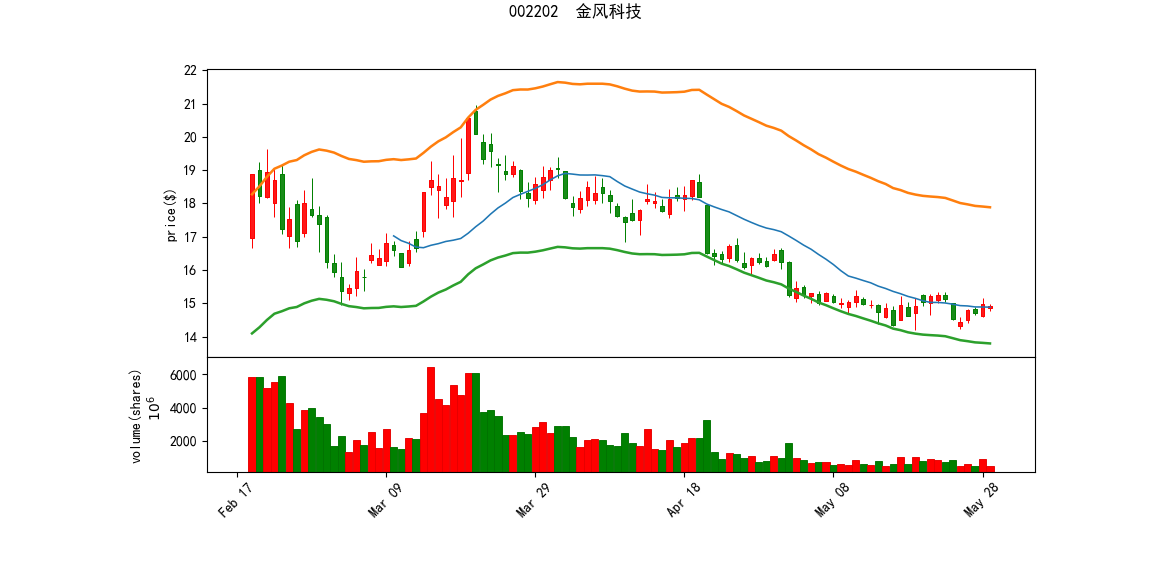 002202 金风科技
price($)
22
21
20
19
18
17
16
15
14
volume(shares)
10^6
6000
4000
2000
Feb 17
Mar 09
Mar 29
Apr 18
May 08
May 28